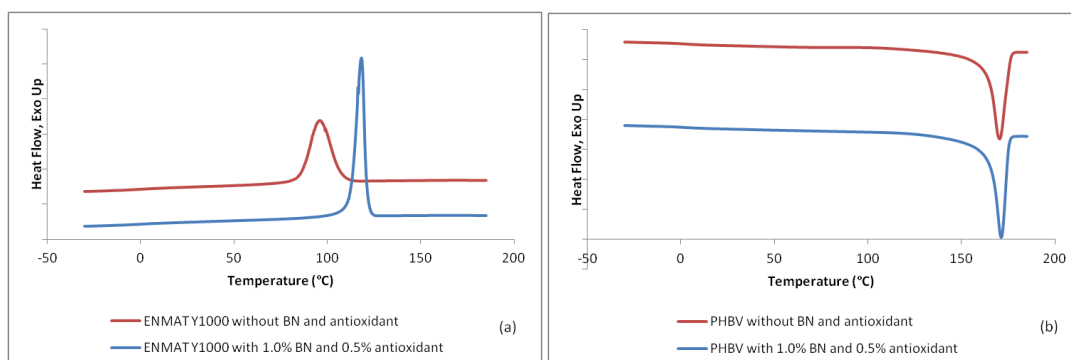 Heat Flow, Exo Up
-50
0
50
100
150
200
Temperature (°C)
ENMAT Y1000 without BN and antioxidant
ENMAT Y1000 with 1.0% BN and 0.5% antioxidant
(a)
Heat Flow, Exo Up
-50
0
50
100
150
200
Temperature (°C)
PHBV without BN and antioxidant
PHBV with 1.0% BN and 0.5% antioxidant
(b)